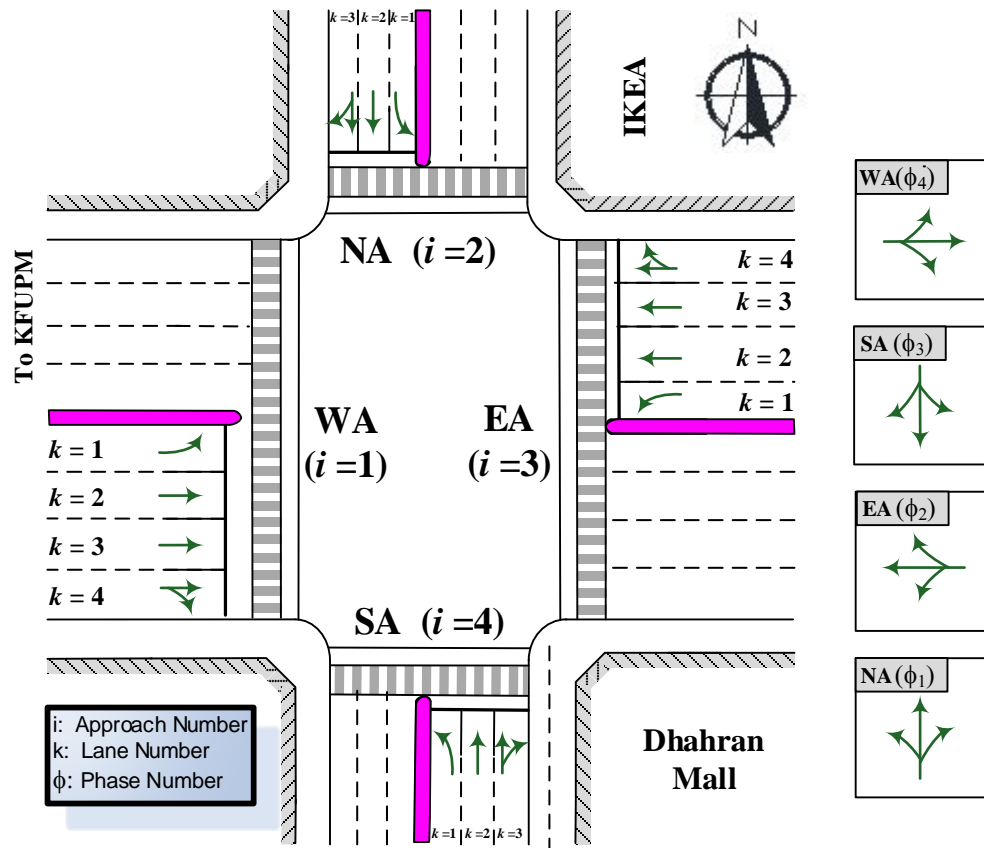 k =3 k=2 k=1
N
IKEA
NA (i =2)
To KFUPM
k = 4
k = 3
k = 2
k = 1
WA
(i =1)
EA
(i =3)
k = 1
k = 2
k = 3
k = 4
SA (i =4)
i: Approach Number
k: Lane Number
ϕ: Phase Number
k=1 k=2 k=3
Dhahran
Mall
WA(ϕ4)
SA (ϕ3)
EA (ϕ2)
NA(ϕ1)